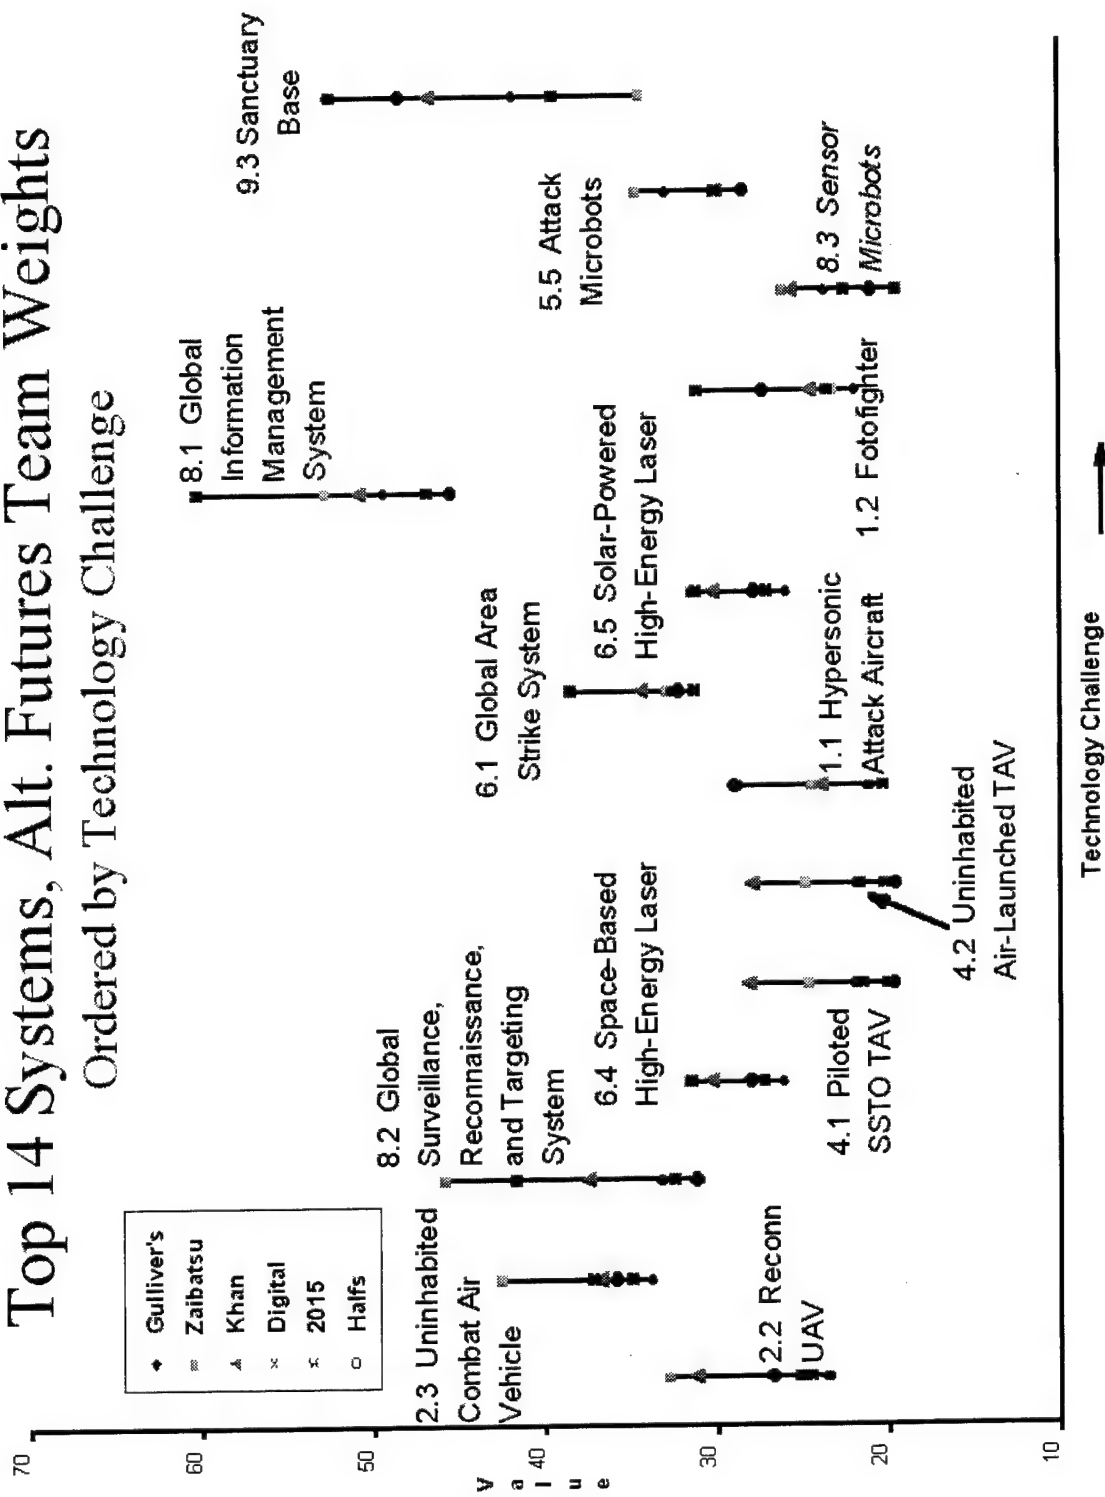 Top 14 Systems, Alt. Futures Team Weights
Ordered by Technology Challenge
70
60
50
40
30
20
10
V
a
l
u
e
Gulliver's
Zaibatsu
Khan
Digital
2015
Halfs
2.3 Uninhabited
Combat Air
Vehicle
2.2 Reconn
UAV
8.2 Global
Surveillance,
Reconnaissance,
and Targeting
System
6.4 Space-Based
High-Energy Laser
4.1 Piloted
SSTO TAV
4.2 Uninhabited
Air-Launched TAV
1.1 Hypersonic
Attack Aircraft
6.1 Global Area
Strike System
6.5 Solar-Powered
High-Energy Laser
8.1 Global
Information
Management
System
1.2 Fotofighter
8.3 Sensor
Microbots
5.5 Attack
Microbots
9.3 Sanctuary
Base
Technology Challenge